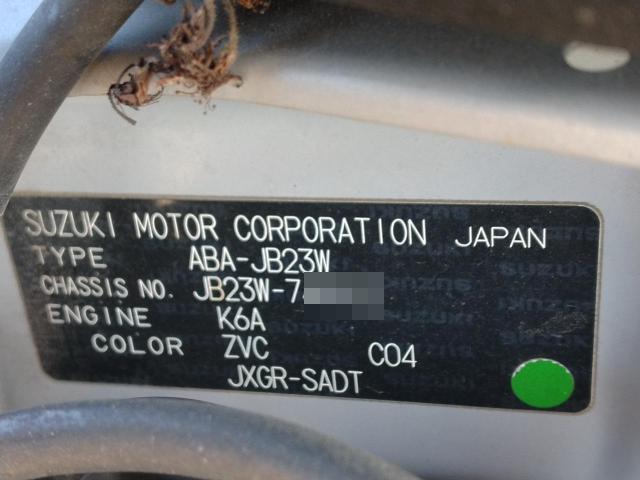 SUZUKI MOTOR CORPORATION JAPAN
TYPE ABA-JB23W
CHASSIS NO. JB23W-7
ENGINE K6A
COLOR ZVC C04
JXGR-SADT